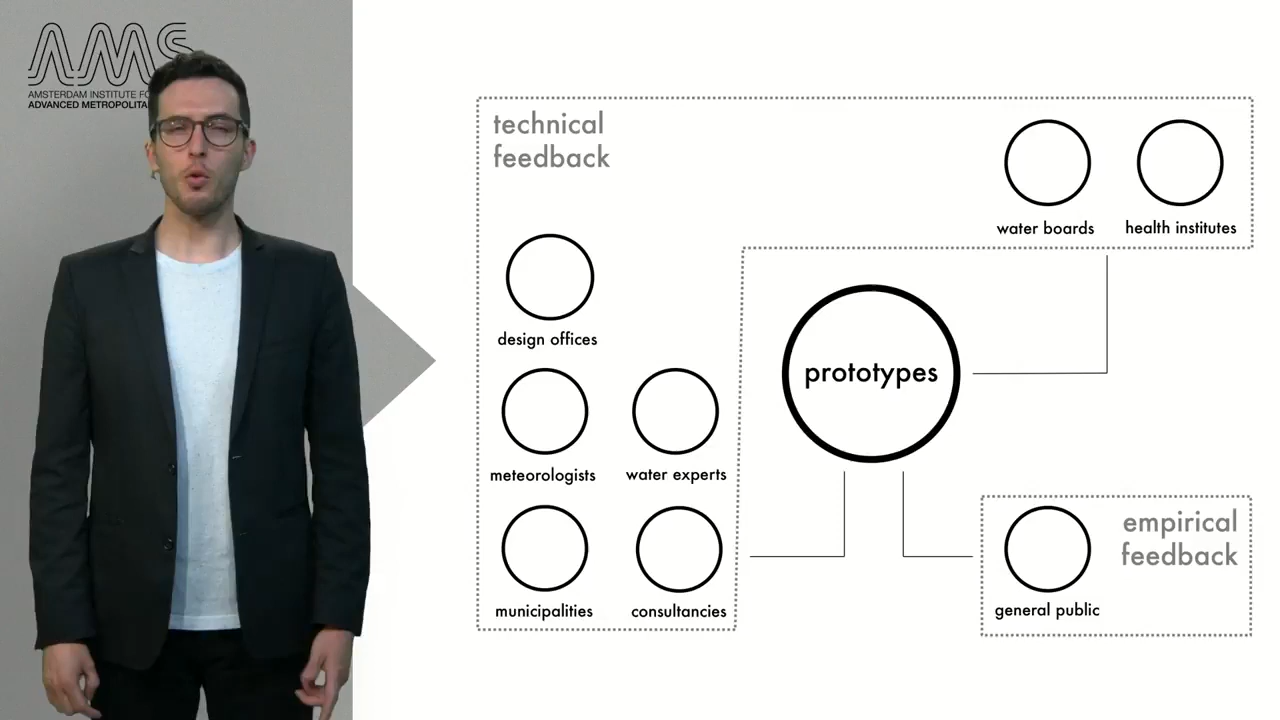 AMS
AMSTERDAM INSTITUTE FO
ADVANCED METROPOLITA
technical
feedback
water boards
health institutes
design offices
prototypes
meteorologists
water experts
empirical
feedback
municipalities
consultancies
general public